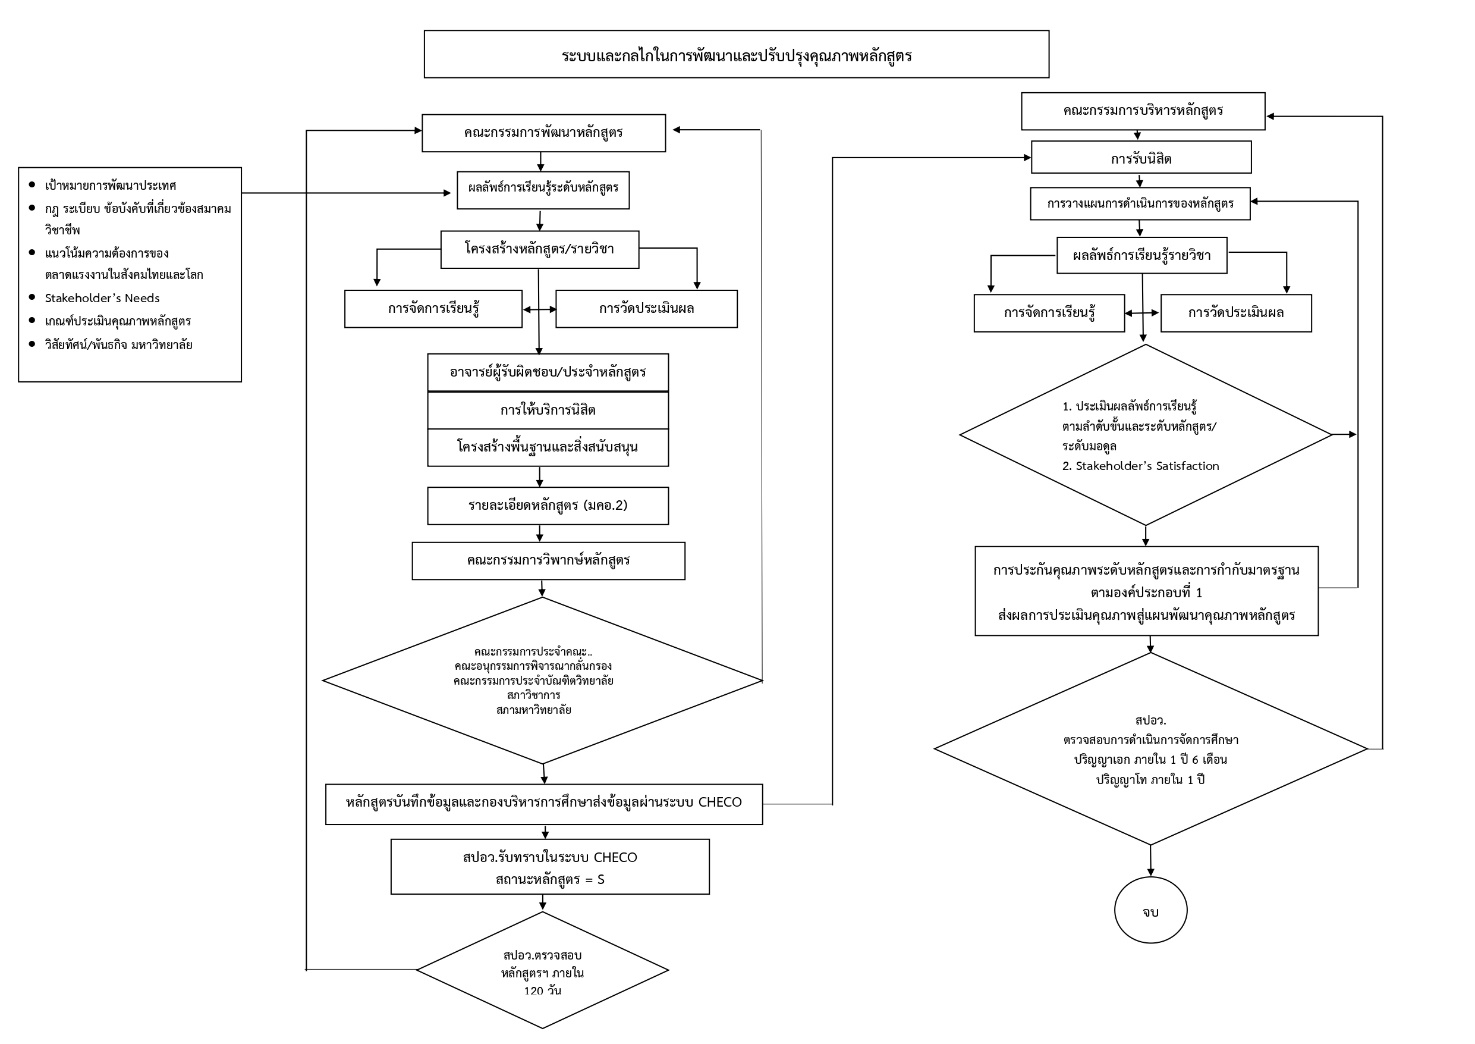 ระบบและกลไกในการพัฒนาและปรับปรุงคุณภาพหลักสูตร
เป้าหมายการพัฒนาประเทศ
กฎ ระเบียบ ข้อบังคับที่เกี่ยวข้องสมาคม
วิชาชีพ
แนวโน้มความต้องการของ
ตลาดแรงงานในสังคมไทยและโลก
Stakeholder's Needs
เกณฑ์ประเมินคุณภาพหลักสูตร
วิสัยทัศน์/พันธกิจ มหาวิทยาลัย
คณะกรรมการพัฒนาหลักสูตร
ผลลัพธ์การเรียนรู้ระดับหลักสูตร
โครงสร้างหลักสูตร/รายวิชา
การจัดการเรียนรู้
การวัดประเมินผล
อาจารย์ผู้รับผิดชอบ/ประจำหลักสูตร
การให้บริการนิสิต
โครงสร้างพื้นฐานและสิ่งสนับสนุน
รายละเอียดหลักสูตร (มคอ.2)
คณะกรรมการวิพากษ์หลักสูตร
คณะกรรมการประจำคณะ..
คณะอนุกรรมการพิจารณากลั่นกรอง
คณะกรรมการประจำบัณฑิตวิทยาลัย
สภาวิชาการ
สภามหาวิทยาลัย
หลักสูตรบันทึกข้อมูลและกองบริหารการศึกษาส่งข้อมูลผ่านระบบ CHECO
สปอว.รับทราบในระบบ CHECO
สถานะหลักสูตร = S
สปอว.ตรวจสอบ
หลักสูตรฯ ภายใน
120 วัน
คณะกรรมการบริหารหลักสูตร
การรับนิสิต
การวางแผนการดำเนินการของหลักสูตร
ผลลัพธ์การเรียนรู้รายวิชา
การจัดการเรียนรู้
การวัดประเมินผล
1. ประเมินผลลัพธ์การเรียนรู้
ตามลำดับขั้นและระดับหลักสูตร/
ระดับมอดูล
2. Stakeholder's Satisfaction
การประกันคุณภาพระดับหลักสูตรและการกำกับมาตรฐาน
ตามองค์ประกอบที่ 1
ส่งผลการประเมินคุณภาพสู่แผนพัฒนาคุณภาพหลักสูตร
สปอว.
ตรวจสอบการดำเนินการจัดการศึกษา
ปริญญาเอก ภายใน 1 ปี 6 เดือน
ปริญญาโท ภายใน 1 ปี
จบ